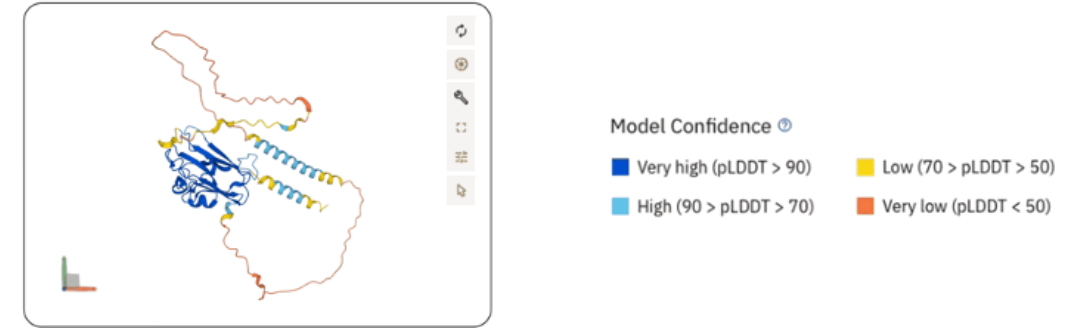 Model Confidence ?
Very high (pLDDT > 90)
Low (70 > pLDDT > 50)
High (90 > pLDDT > 70)
Very low (pLDDT < 50)